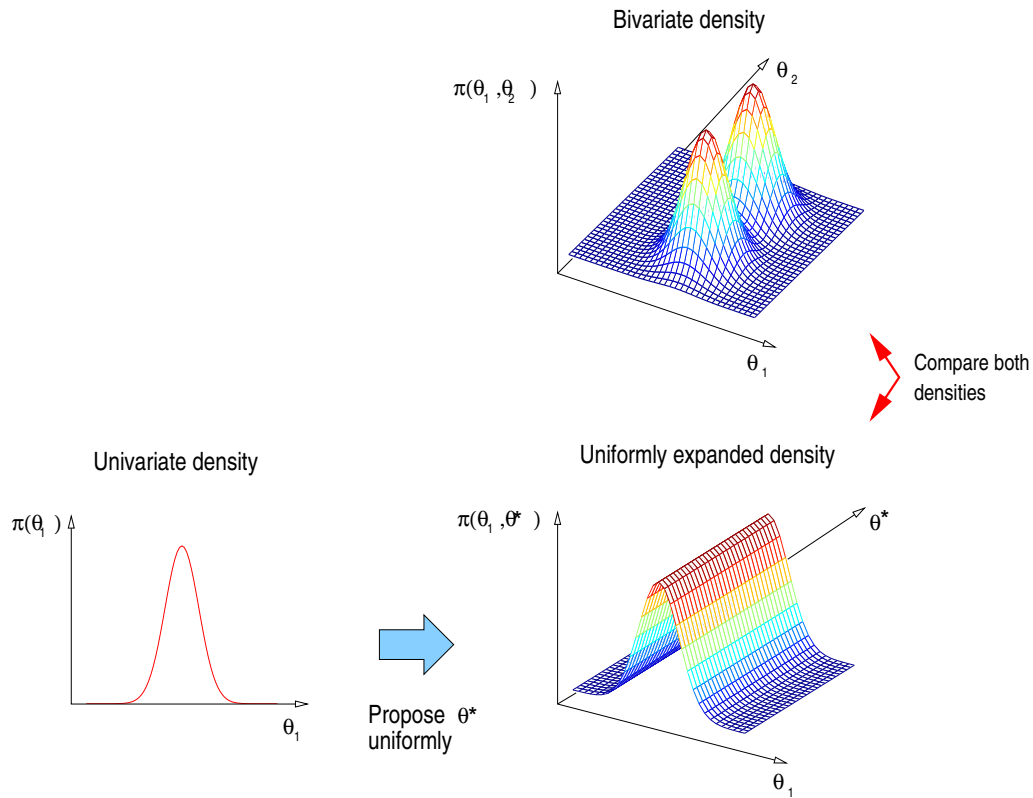 Bivariate density
π(θ₁ ,θ₂ )
θ₂
θ₁
Compare both
densities
Univariate density
π(θ₁)
θ₁
Propose θ*
uniformly
Uniformly expanded density
π(θ₁ ,θ* )
θ*
θ₁